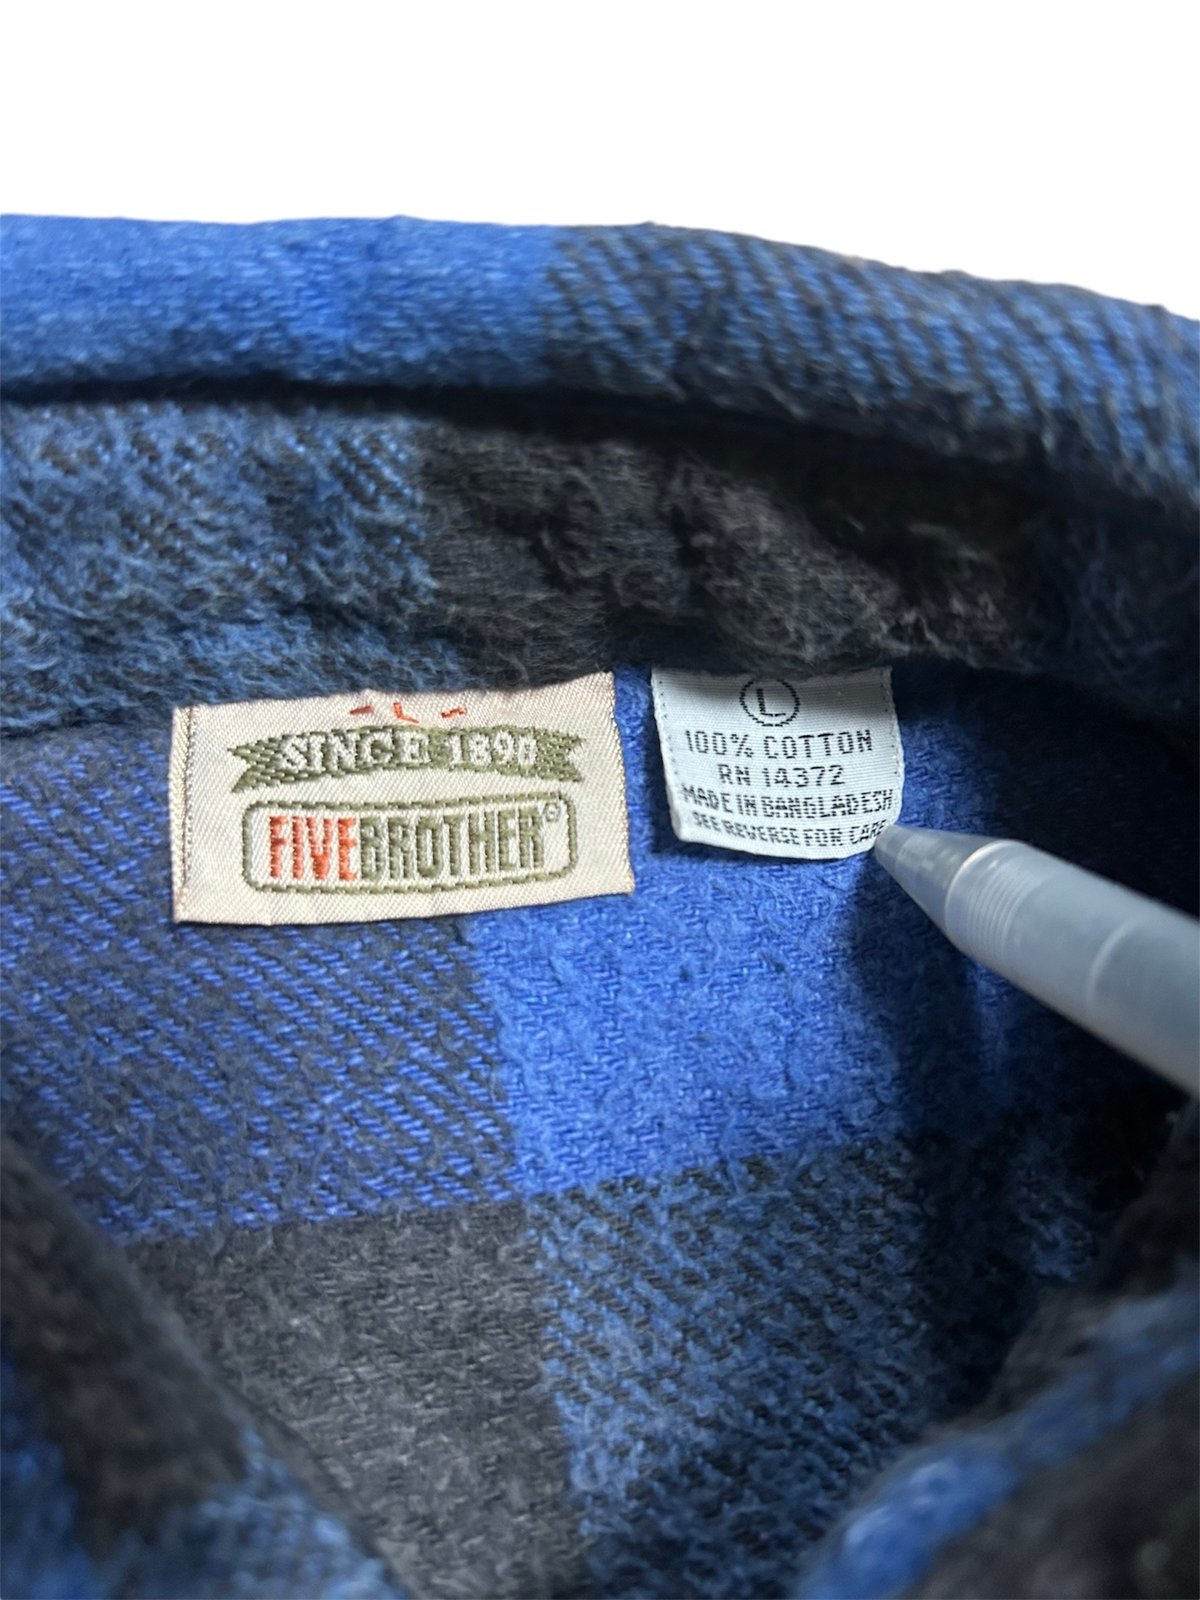 SINCE 1890
FIVEBROTHER®
L
100% COTTON
RN 14372
MADE IN BANGLADESH
SEE REVERSE FOR CARE